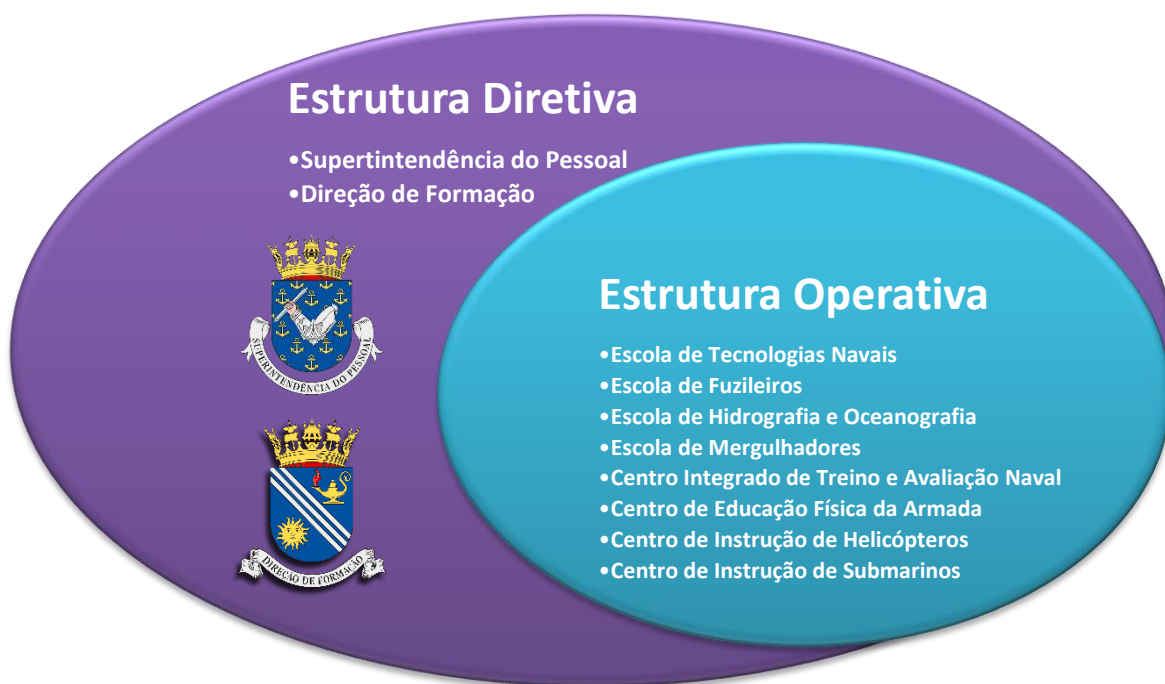 Estrutura Diretiva
•Supertintendência do Pessoal
•Direção de Formação
SUPERINTENDÊNCIA DO PESSOAL
DIREÇÃO DE FORMAÇÃO
Estrutura Operativa
•Escola de Tecnologias Navais
•Escola de Fuzileiros
•Escola de Hidrografia e Oceanografia
•Escola de Mergulhadores
•Centro Integrado de Treino e Avaliação Naval
•Centro de Educação Física da Armada
•Centro de Instrução de Helicópteros
•Centro de Instrução de Submarinos